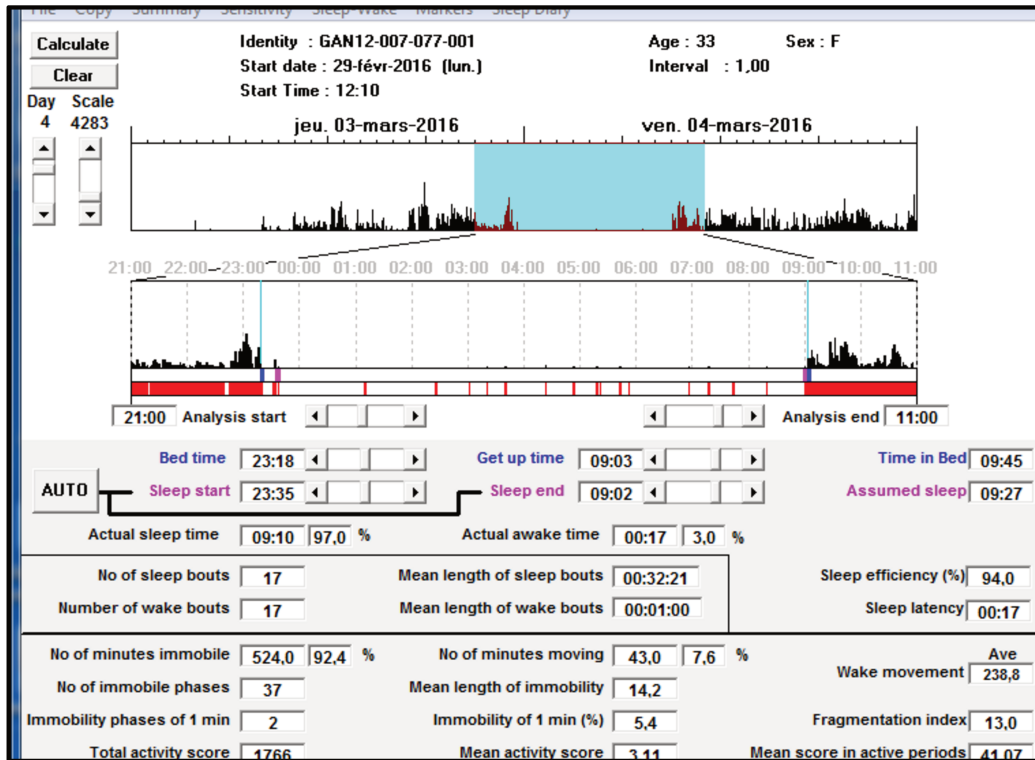 File Copy Summary Sensitivity Sleep-Wake Markers Sleep Diary
Calculate Identity : GAN12-007-077-001 Age : 33 Sex : F
Clear Start date : 29-févr-2016 (lun.) Interval : 1,00
Start Time : 12:10
Day Scale
4 4283
jeu. 03-mars-2016 ven. 04-mars-2016
21:00 22:00 23:00 00:00 01:00 02:00 03:00 04:00 05:00 06:00 07:00 08:00 09:00 10:00 11:00
21:00 Analysis start Analysis end 11:00
Bed time 23:18 Get up time 09:03 Time in Bed 09:45
AUTO Sleep start 23:35 Sleep end 09:02 Assumed sleep 09:27
Actual sleep time 09:10 97,0 % Actual awake time 00:17 3,0 %
No of sleep bouts 17 Mean length of sleep bouts 00:32:21 Sleep efficiency (%) 94,0
Number of wake bouts 17 Mean length of wake bouts 00:01:00 Sleep latency 00:17
No of minutes immobile 524,0 92,4 % No of minutes moving 43,0 7,6 % Ave
Wake movement 238,8
No of immobile phases 37 Mean length of immobility 14,2
Immobility phases of 1 min 2 Immobility of 1 min (%) 5,4 Fragmentation index 13,0
Total activity score 1766 Mean activity score 3,11 Mean score in active periods 41,07